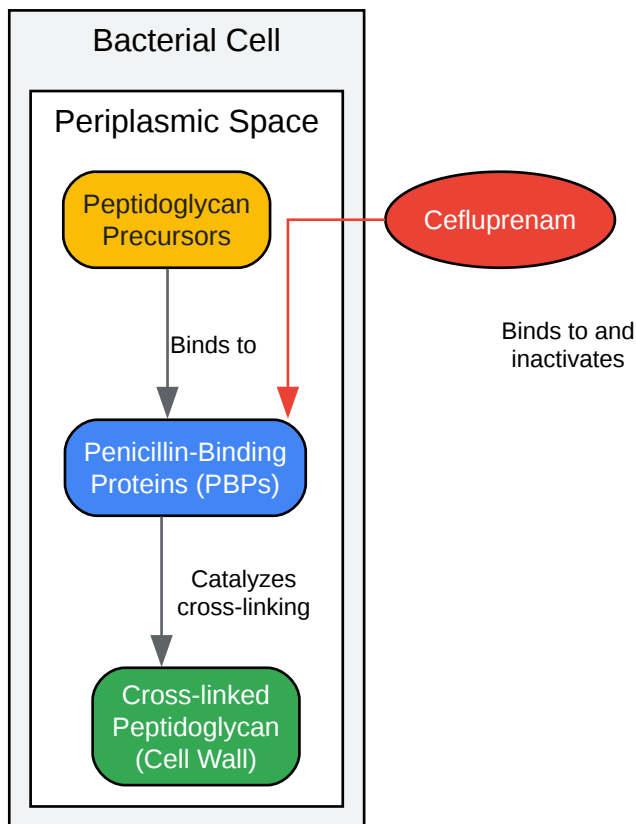 Bacterial Cell
Periplasmic Space
Peptidoglycan
Precursors
Cefluprenam
Binds to
Binds to and
inactivates
Penicillin-Binding
Proteins (PBPs)
Catalyzes
cross-linking
Cross-linked
Peptidoglycan
(Cell Wall)